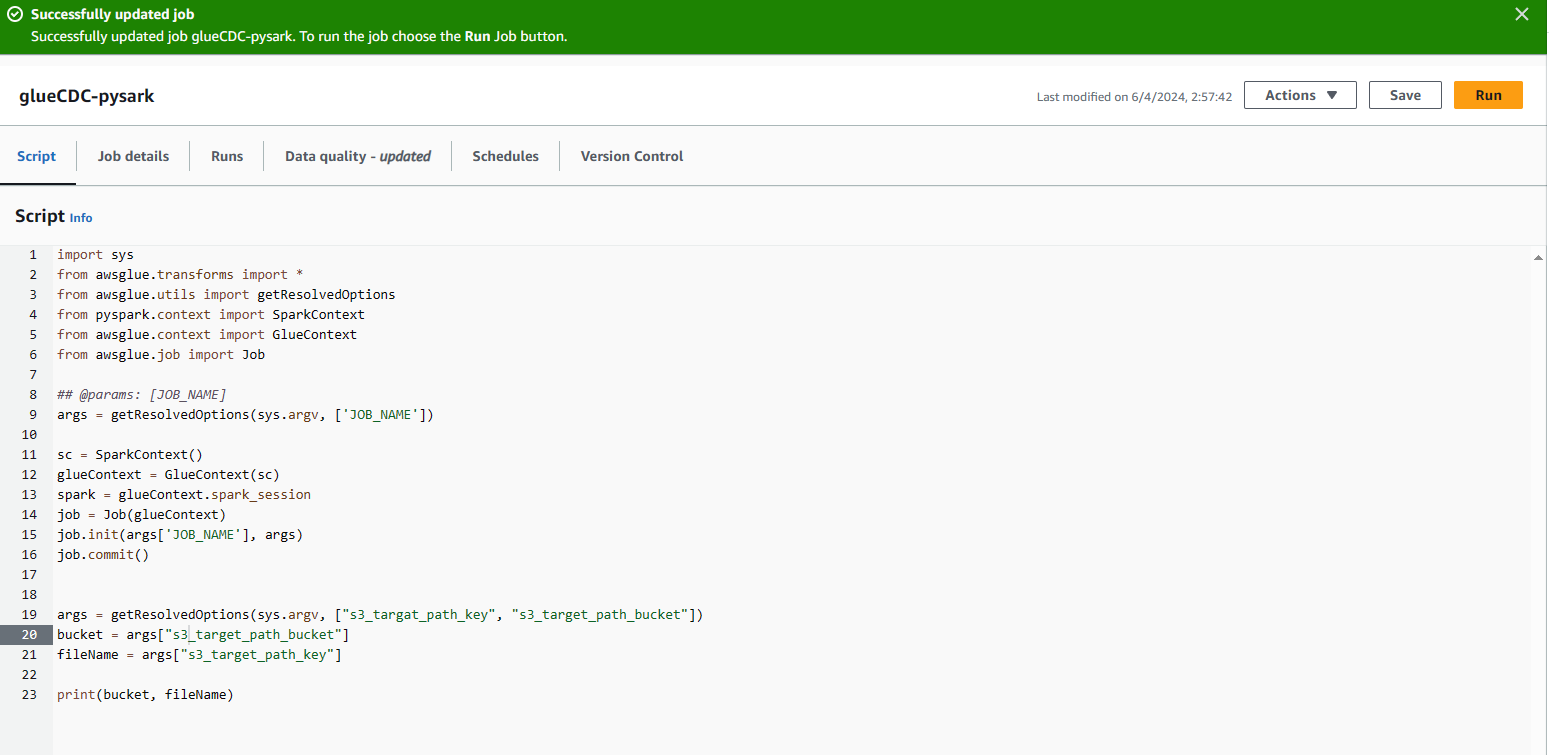 Successfully updated job
Successfully updated job glueCDC-pysark. To run the job choose the Run Job button.
glueCDC-pysark
Last modified on 6/4/2024, 2:57:42
Actions
Save
Run
Script
Job details
Runs
Data quality - updated
Schedules
Version Control
Script Info
1 import sys
2 from awsglue.transforms import *
3 from awsglue.utils import getResolvedOptions
4 from pyspark.context import SparkContext
5 from awsglue.context import GlueContext
6 from awsglue.job import Job
7
8 ## @params: [JOB_NAME]
9 args = getResolvedOptions(sys.argv, ['JOB_NAME'])
10
11 sc = SparkContext()
12 glueContext = GlueContext(sc)
13 spark = glueContext.spark_session
14 job = Job(glueContext)
15 job.init(args['JOB_NAME'], args)
16 job.commit()
17
18
19 args = getResolvedOptions(sys.argv, ["s3_targat_path_key", "s3_target_path_bucket"])
20 bucket = args["s3_target_path_bucket"]
21 fileName = args["s3_target_path_key"]
22
23 print(bucket, fileName)